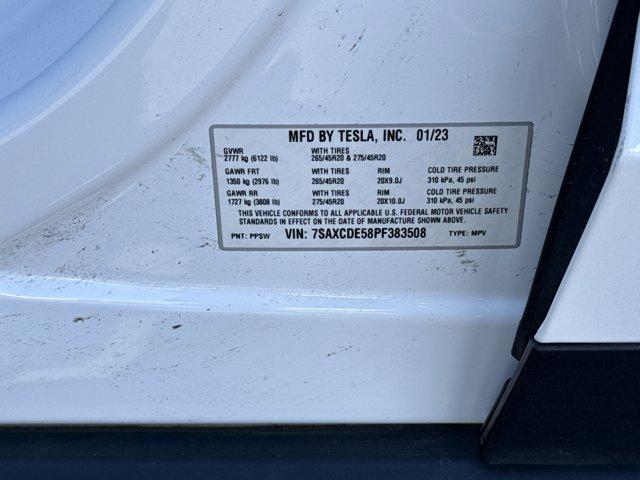 MFD BY TESLA, INC. 01/23
GVWR WITH TIRES
2777 kg (6122 lb) 265/45R20 & 275/45R20
GAWR FRT WITH TIRES RIM COLD TIRE PRESSURE
1350 kg (2976 lb) 265/45R20 20X9.0J 310 kPa, 45 psi
GAWR RR WITH TIRES RIM COLD TIRE PRESSURE
1727 kg (3808 lb) 275/45R20 20X10.0J 310 kPa, 45 psi
THIS VEHICLE CONFORMS TO ALL APPLICABLE U.S. FEDERAL MOTOR VEHICLE SAFETY
STANDARDS IN EFFECT ON THE DATE OF MANUFACTURE SHOWN ABOVE.
PNT: PPSW VIN: 7SAXCDE58PF383508 TYPE: MPV